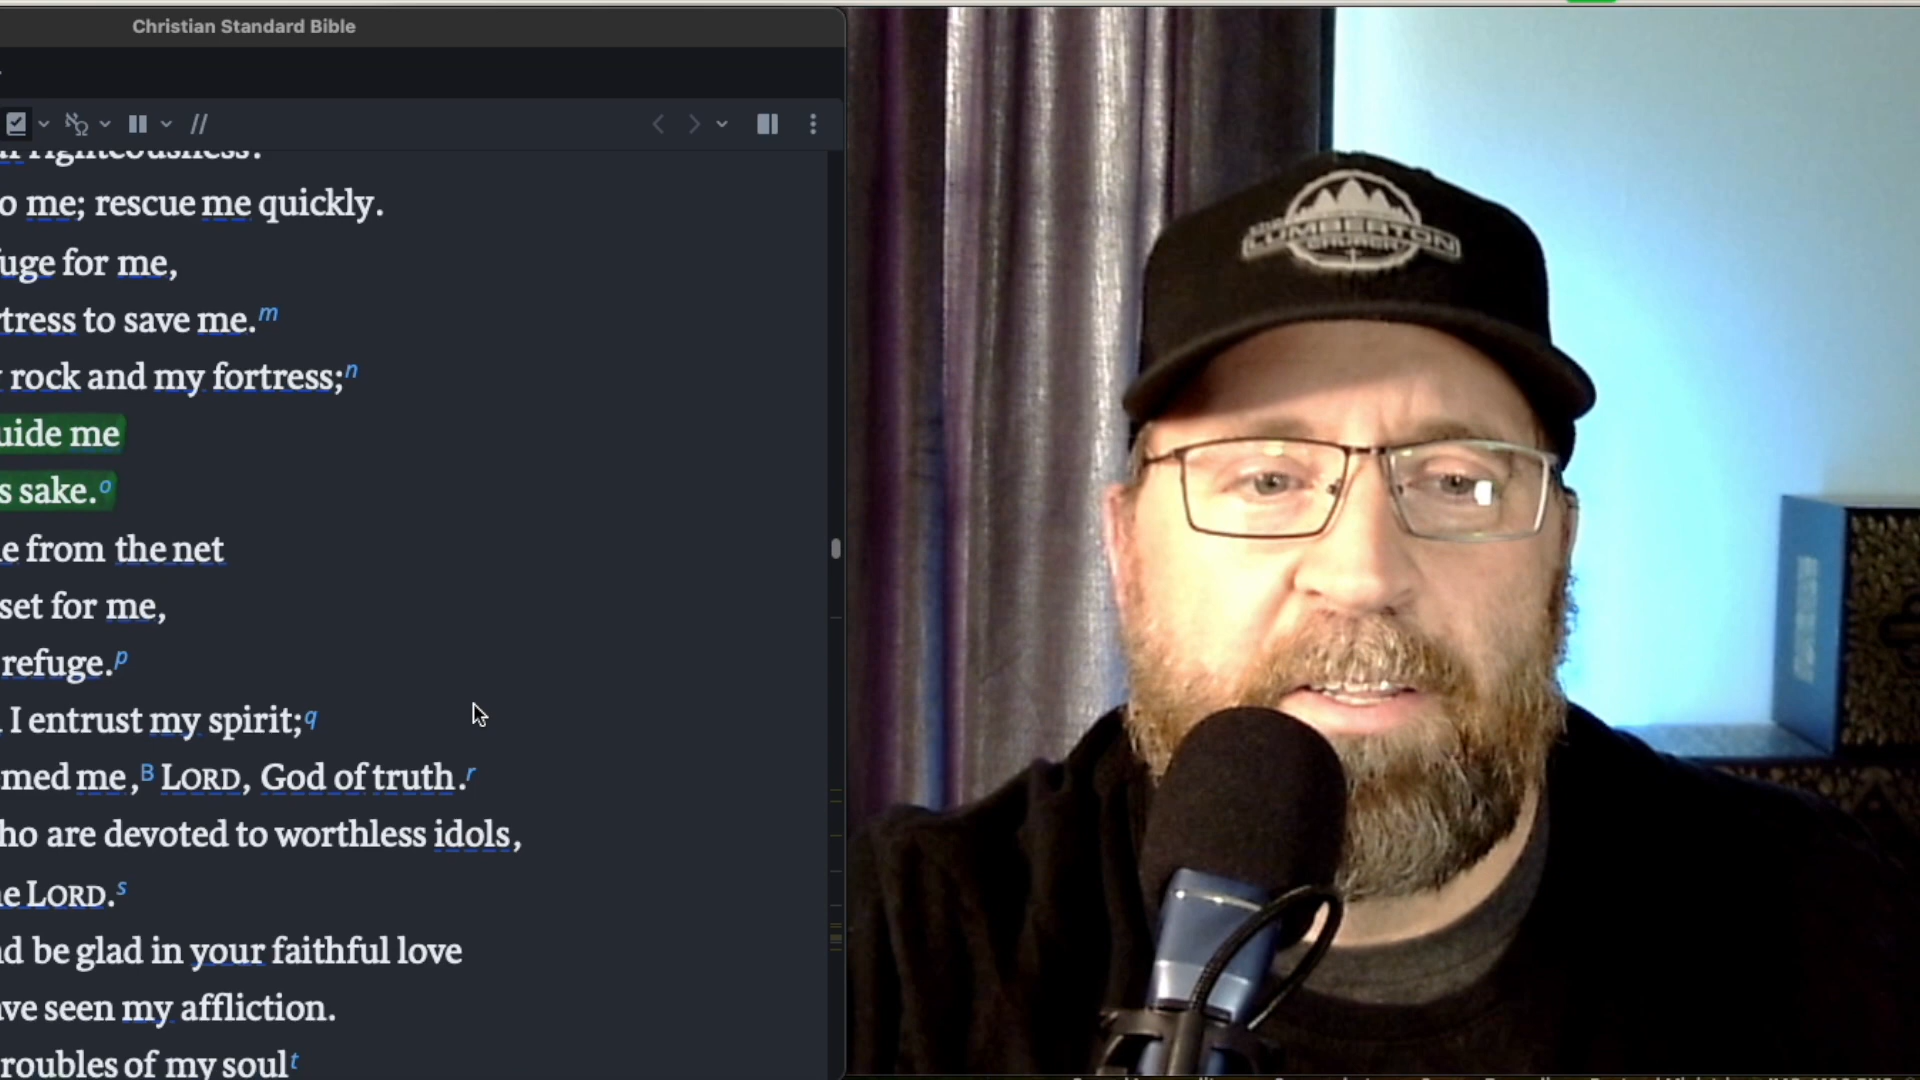 Christian Standard Bible
righteousness.
o me; rescue me quickly.
uge for me,
tress to save me.m
rock and my fortress;n
uide me
s sake.o
e from the net
set for me,
refuge.p
I entrust my spirit;q
med me,B LORD, God of truth.r
ho are devoted to worthless idols,
e LORD.s
d be glad in your faithful love
ve seen my affliction.
roubles of my soult
LUMBERTON
CHURCH